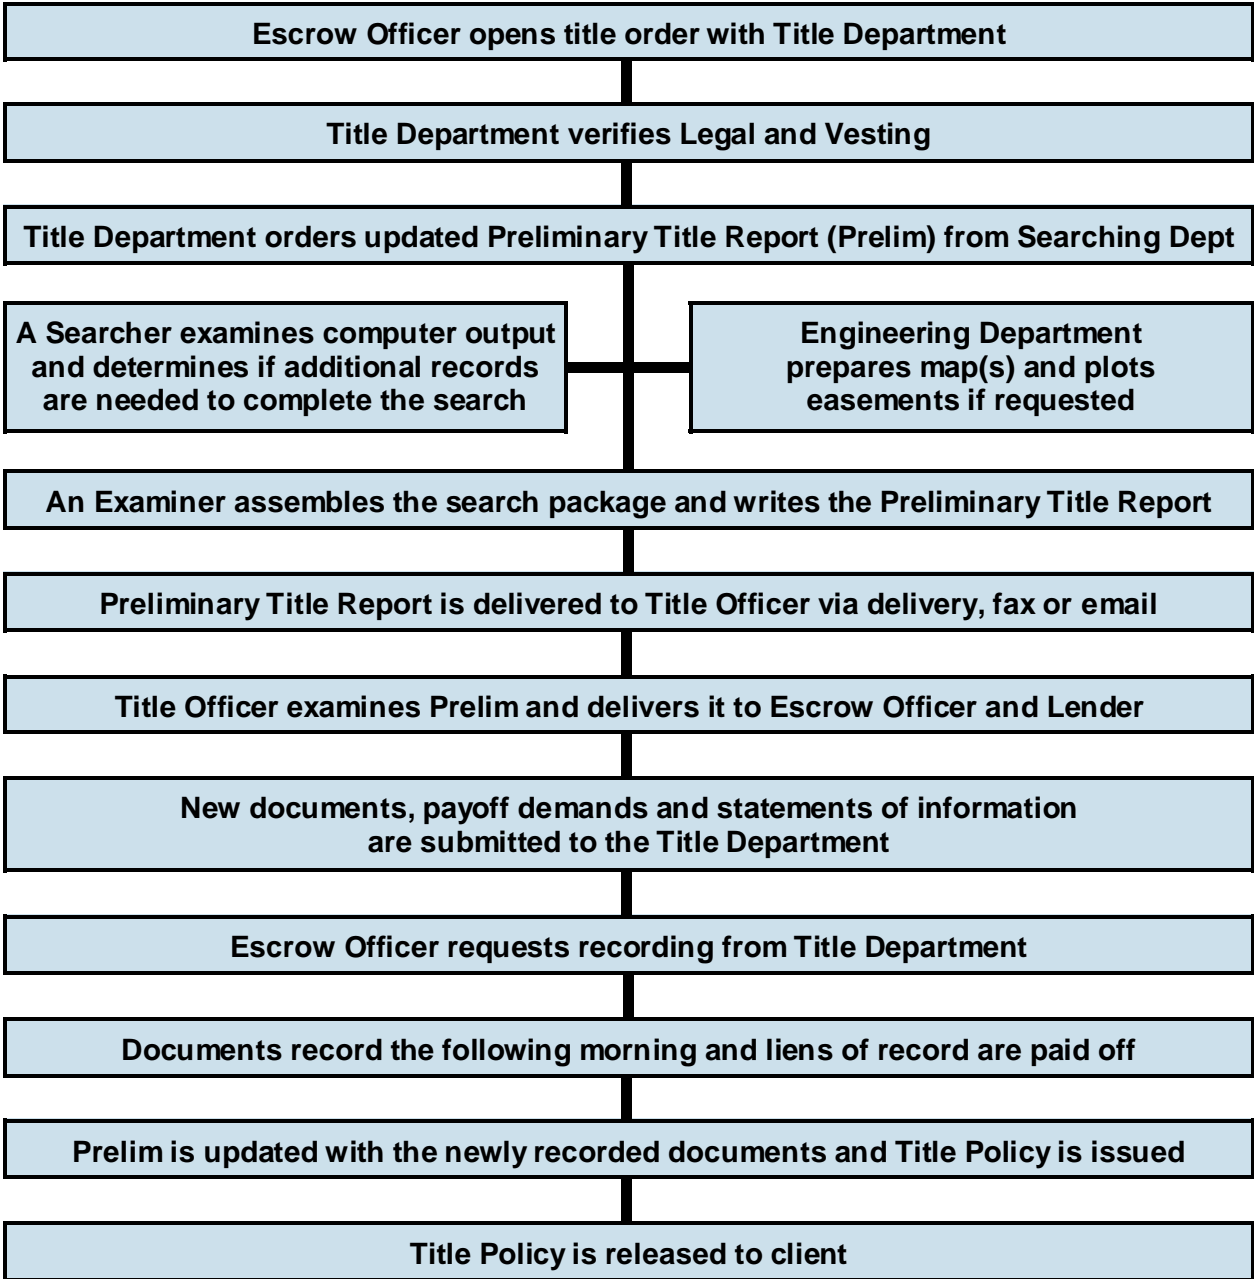 Escrow Officer opens title order with Title Department
Title Department verifies Legal and Vesting
Title Department orders updated Preliminary Title Report (Prelim) from Searching Dept
A Searcher examines computer output
and determines if additional records
are needed to complete the search
Engineering Department
prepares map(s) and plots
easements if requested
An Examiner assembles the search package and writes the Preliminary Title Report
Preliminary Title Report is delivered to Title Officer via delivery, fax or email
Title Officer examines Prelim and delivers it to Escrow Officer and Lender
New documents, payoff demands and statements of information
are submitted to the Title Department
Escrow Officer requests recording from Title Department
Documents record the following morning and liens of record are paid off
Prelim is updated with the newly recorded documents and Title Policy is issued
Title Policy is released to client